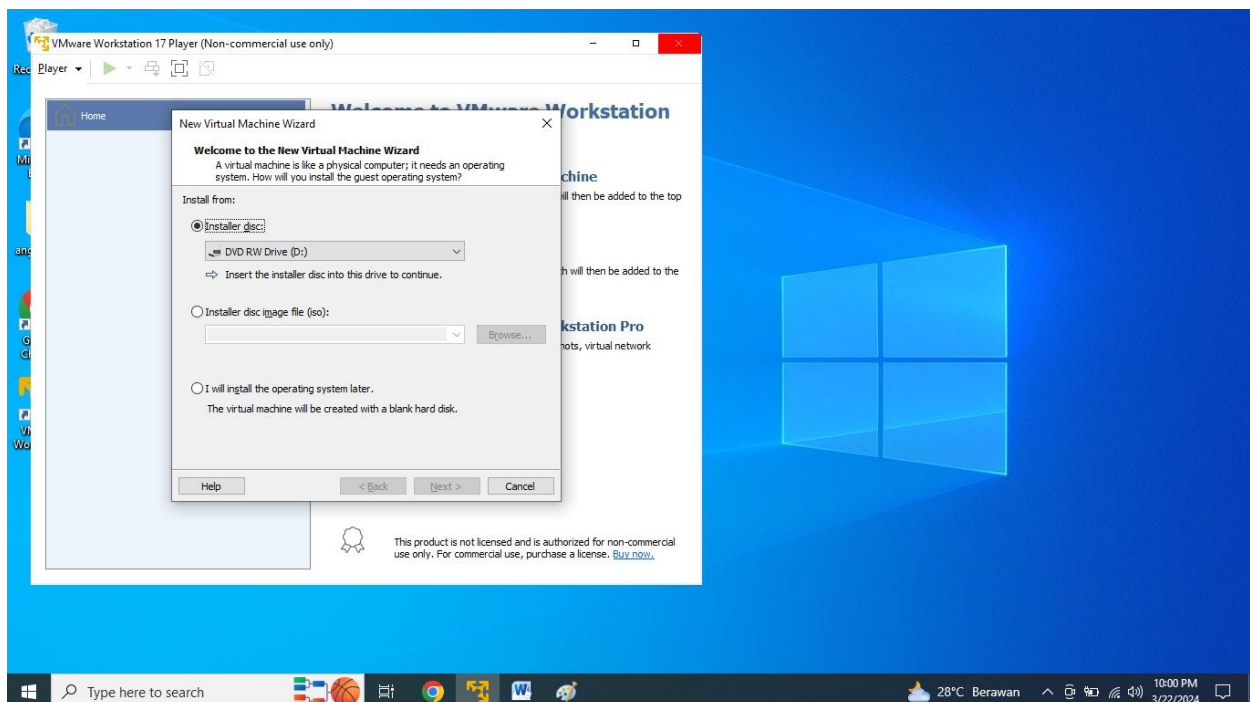 VMware Workstation 17 Player (Non-commercial use only)
Rec
Player
Home
Welcome to VMware Workstation
New Virtual Machine Wizard
Welcome to the New Virtual Machine Wizard
A virtual machine is like a physical computer; it needs an operating
system. How will you install the guest operating system?
chine
ill then be added to the top
Install from:
Installer disc:
DVD RW Drive (D:)
Insert the installer disc into this drive to continue.
h will then be added to the
Installer disc image file (iso):
Browse...
kstation Pro
hots, virtual network
I will install the operating system later.
The virtual machine will be created with a blank hard disk.
Help
< Back
Next >
Cancel
This product is not licensed and is authorized for non-commercial
use only. For commercial use, purchase a license. Buy now.
Type here to search
28°C Berawan
10:00 PM
3/22/2024